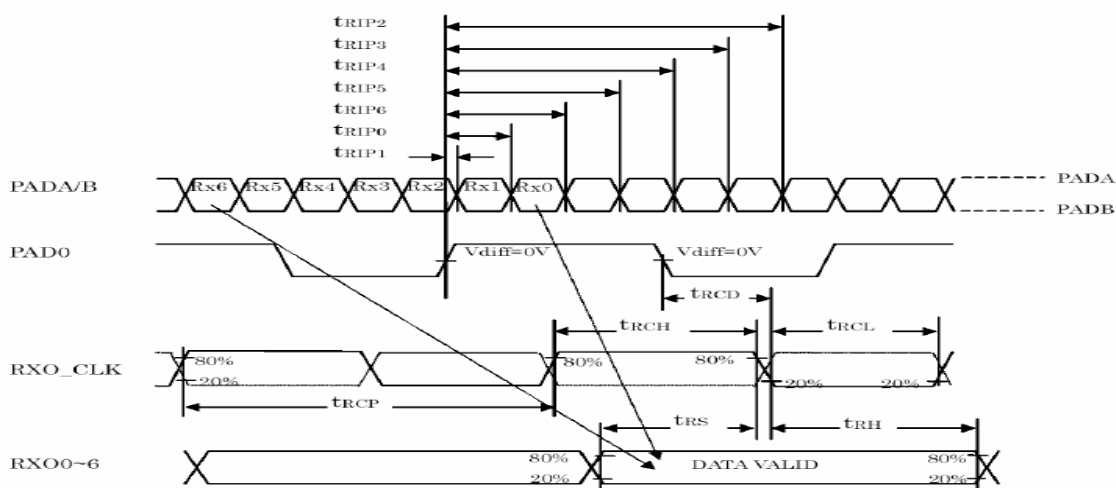 tRIP2
tRIP3
tRIP4
tRIP5
tRIP6
tRIP0
tRIP1
PADA/B Rx6 Rx5 Rx4 Rx3 Rx2 Rx1 Rx0 PADA
PADB
PAD0 Vdiff=0V Vdiff=0V
tRCD
tRCH tRCL
RXO_CLK 80% 80% 80%
20% 20% 20%
tRCP
tRS tRH
RXO0~6 80% DATA VALID 80%
20% 20%